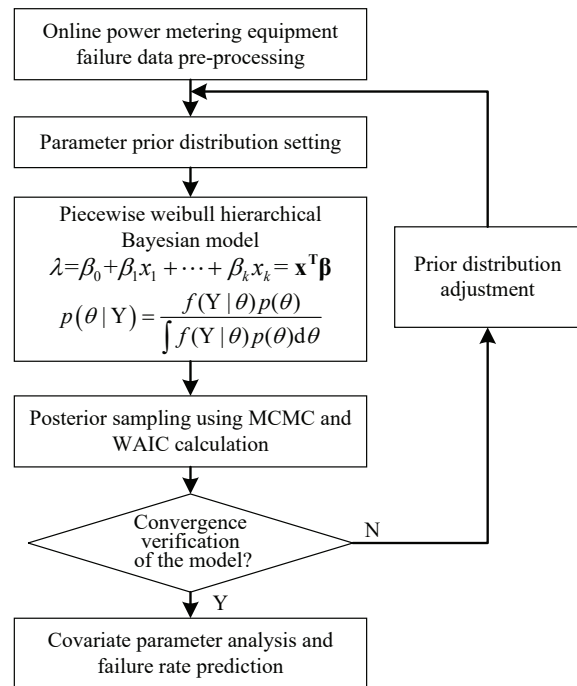 Online power metering equipment
failure data pre-processing
Parameter prior distribution setting
Piecewise weibull hierarchical
Bayesian model
λ=β₀+β₁x₁+⋯+βₖxₖ= 𝐱ᵀ𝛃
p(θ|Y)=f(Y|θ)p(θ)/∫f(Y|θ)p(θ)dθ
Prior distribution
adjustment
Posterior sampling using MCMC and
WAIC calculation
Convergence
verification
of the model?
N
Y
Covariate parameter analysis and
failure rate prediction